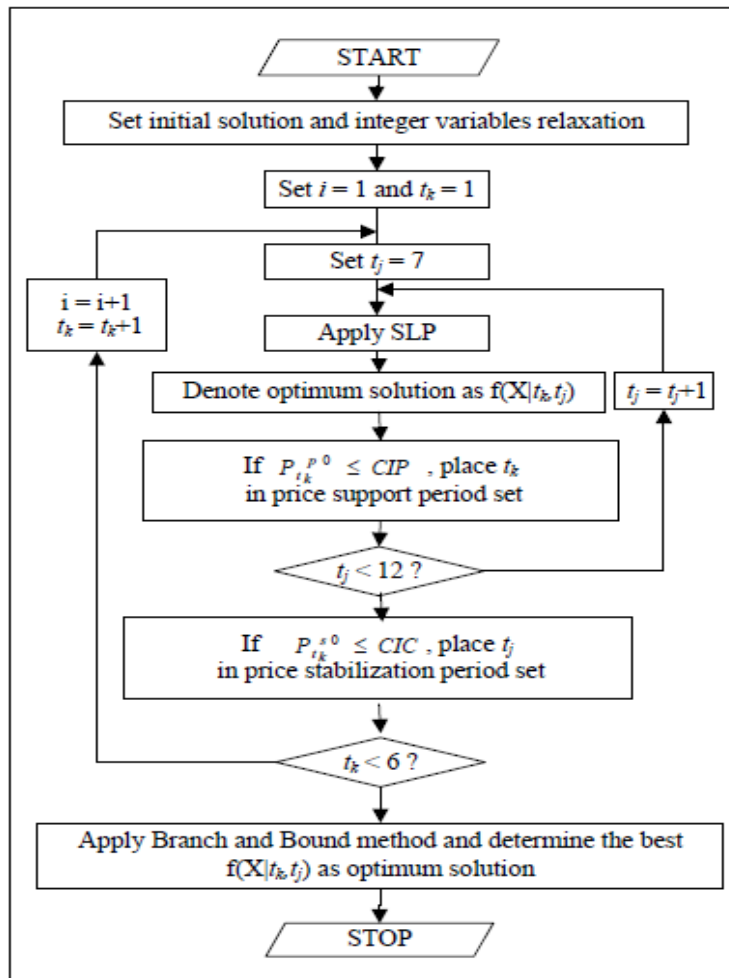 START
Set initial solution and integer variables relaxation
Set i = 1 and t_k = 1
Set t_j = 7
i = i+1
t_k = t_k+1
Apply SLP
Denote optimum solution as f(X|t_k,t_j)
t_j = t_j+1
If P_{t_k}^{p 0} ≤ CIP , place t_k
in price support period set
t_j < 12 ?
If P_{t_k}^{s 0} ≤ CIC , place t_j
in price stabilization period set
t_k < 6 ?
Apply Branch and Bound method and determine the best
f(X|t_k,t_j) as optimum solution
STOP